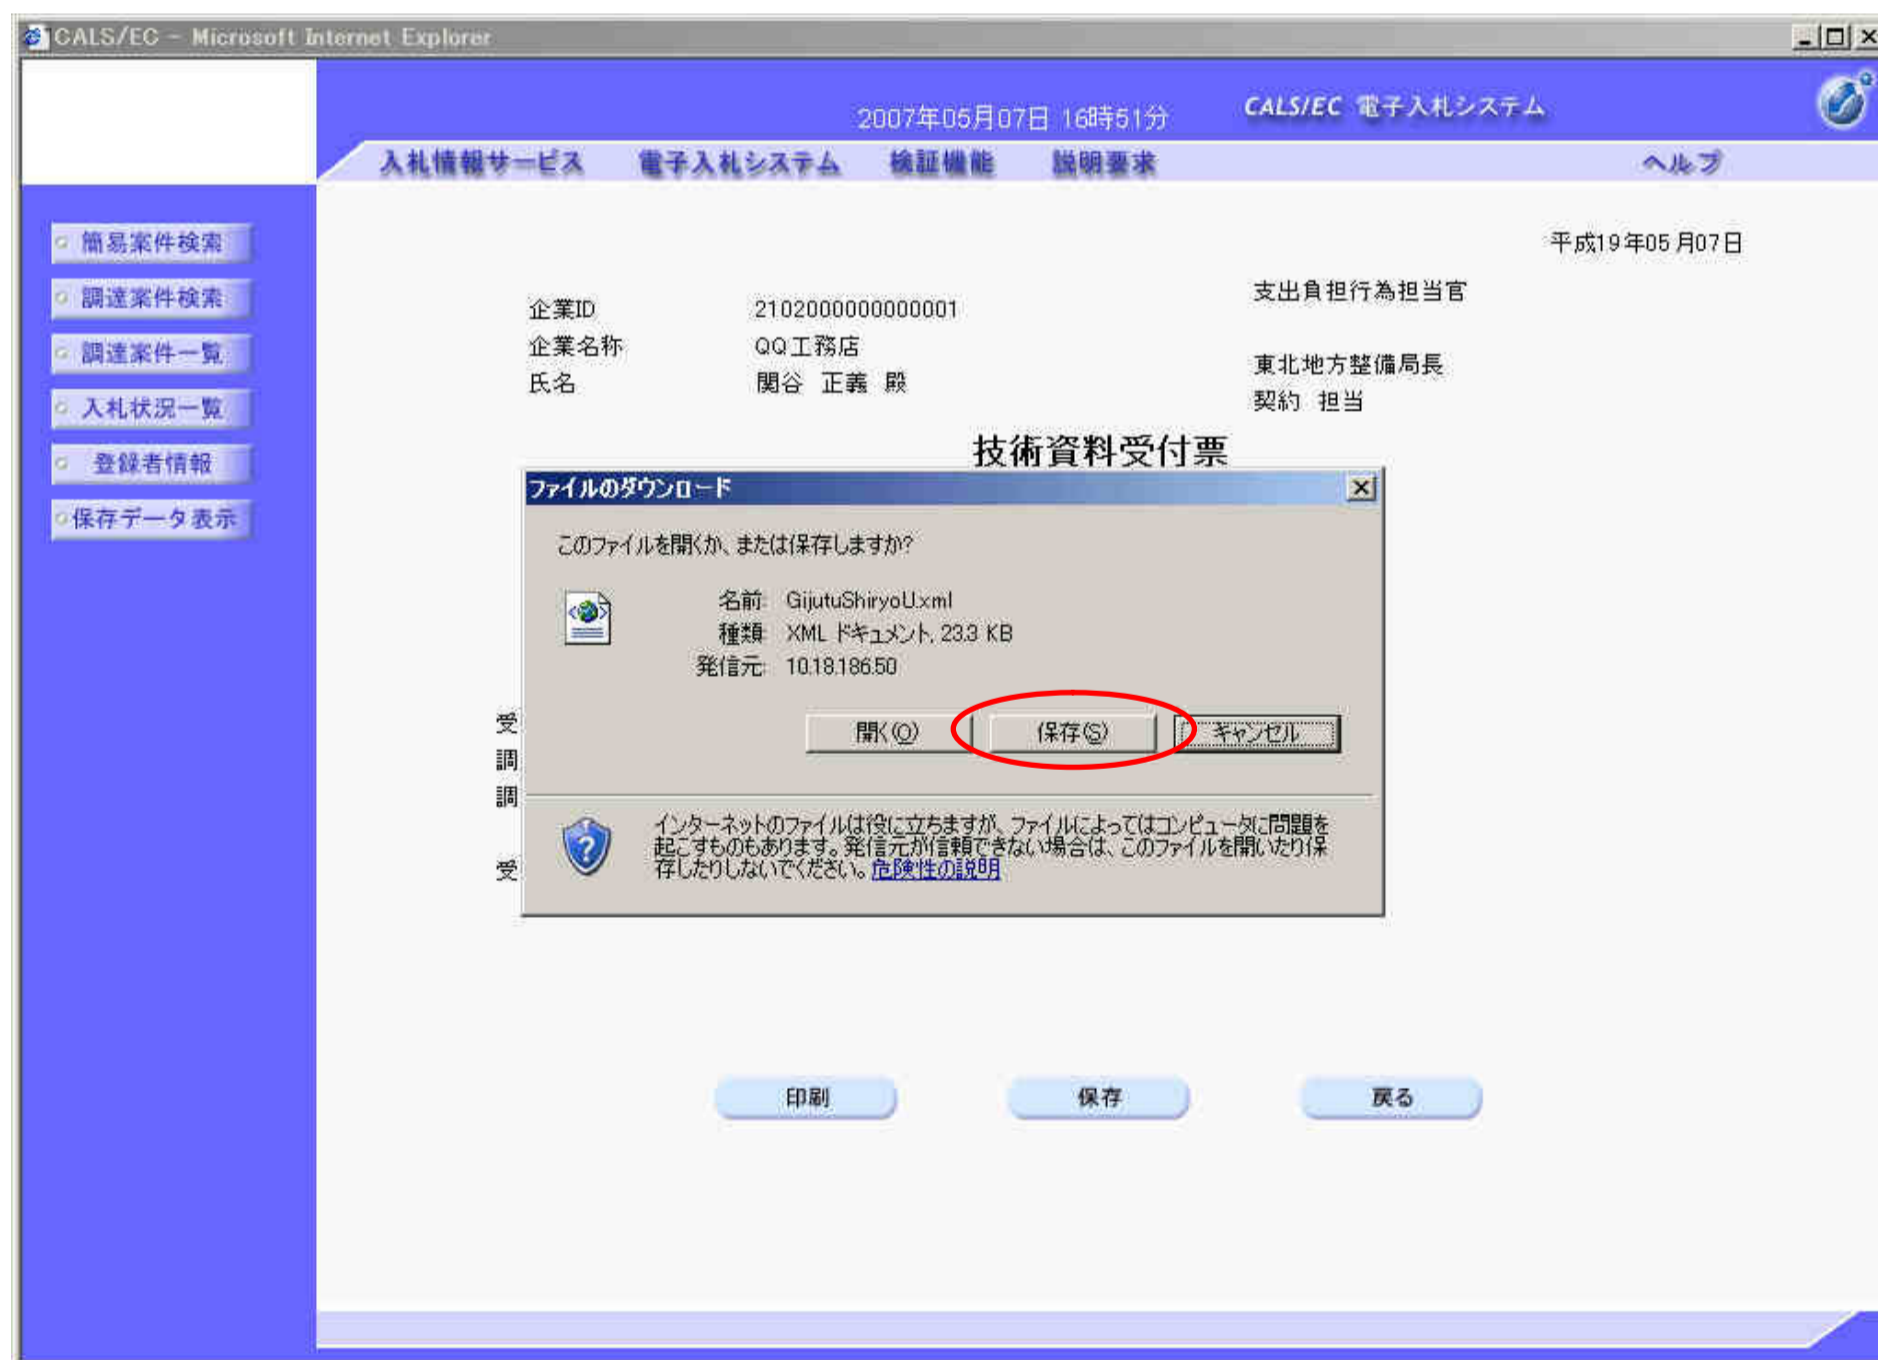 CALS/EC - Microsoft Internet Explorer
2007年05月07日 16時51分
CALS/EC 電子入札システム
入札情報サービス 電子入札システム 検証機能 説明要求 ヘルプ
簡易案件検索
調達案件検索
調達案件一覧
入札状況一覧
登録者情報
保存データ表示
平成19年05月07日
支出負担行為担当官
企業ID 2102000000000001
企業名称 QQ工務店
東北地方整備局長
氏名 関谷 正義 殿
契約 担当
技術資料受付票
ファイルのダウンロード
このファイルを開くか、または保存しますか?
名前: GijutuShiryoU.xml
種類: XML ドキュメント, 23.3 KB
発信元: 10.18.186.50
受
開く(O) 保存(S) キャンセル
調
調
インターネットのファイルは役に立ちますが、ファイルによってはコンピュータに問題を
起こすものもあります。発信元が信頼できない場合は、このファイルを開いたり保
存したりしないでください。危険性の説明
受
印刷 保存 戻る